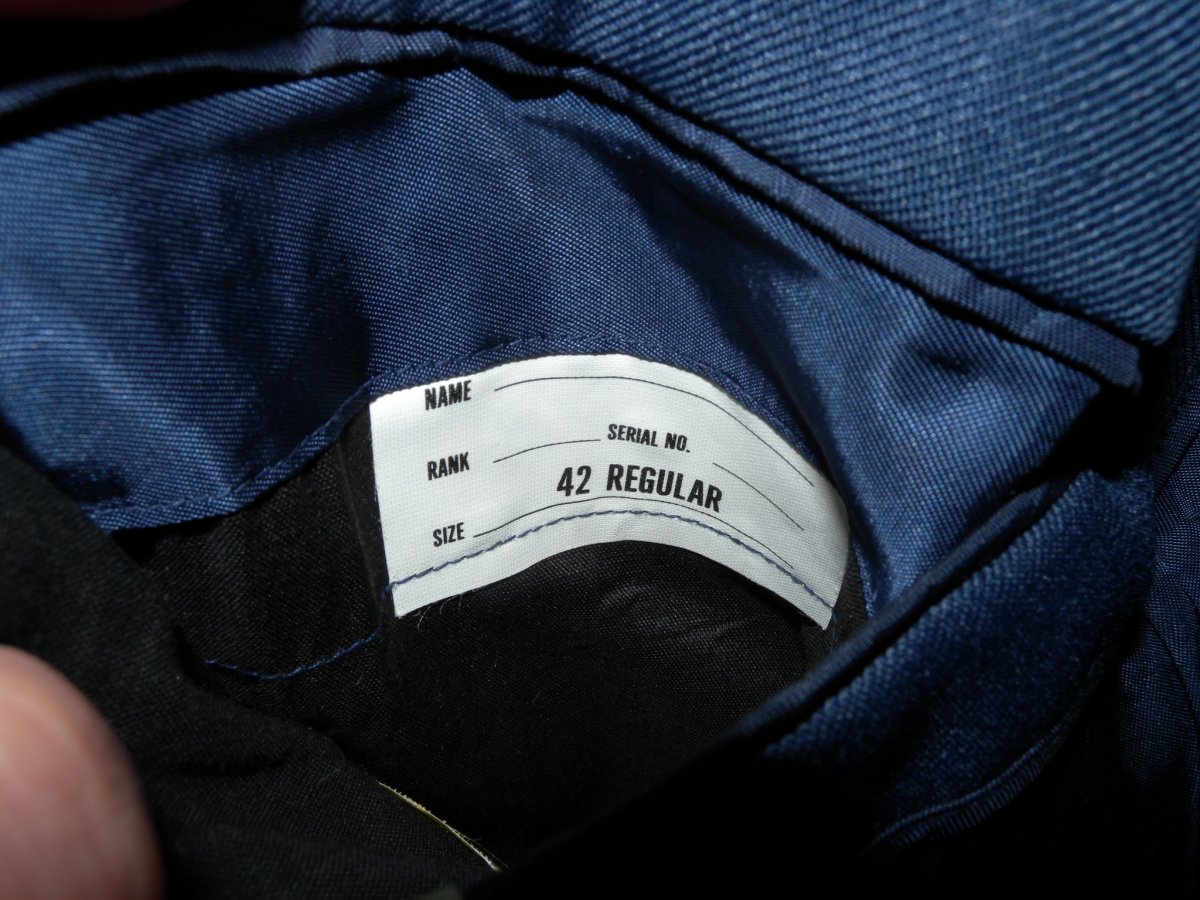 NAME
RANK SERIAL NO.
SIZE 42 REGULAR